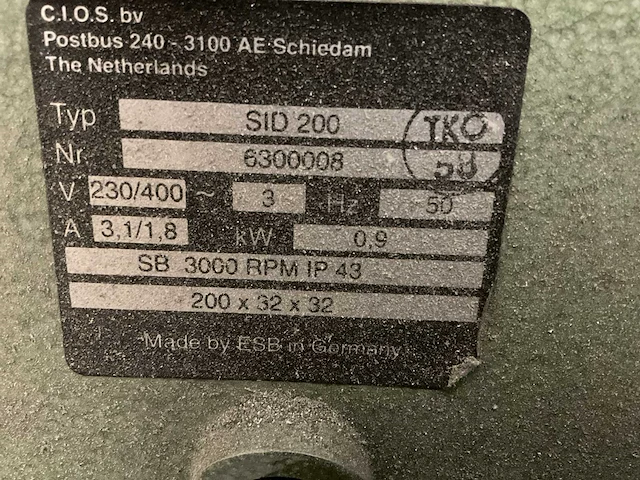 C.I.O.S. bv
Postbus 240 - 3100 AE Schiedam
The Netherlands
Typ SID 200
Nr. 6300008
TKO 58
V 230/400 ~ 3 Hz 50
A 3,1/1,8 kW 0,9
SB 3000 RPM IP 43
200 x 32 x 32
Made by ESB in Germany